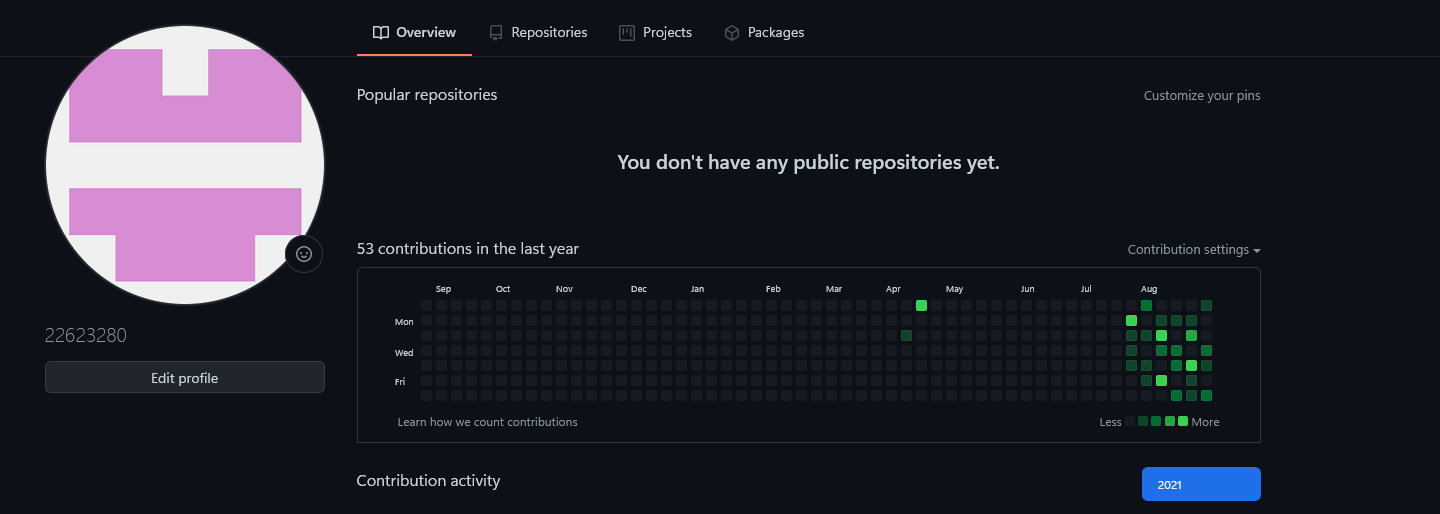 Overview Repositories Projects Packages
Popular repositories Customize your pins
You don't have any public repositories yet.
53 contributions in the last year Contribution settings
Sep Oct Nov Dec Jan Feb Mar Apr May Jun Jul Aug
Mon
Wed
Fri
Learn how we count contributions Less More
22623280
Edit profile
Contribution activity 2021